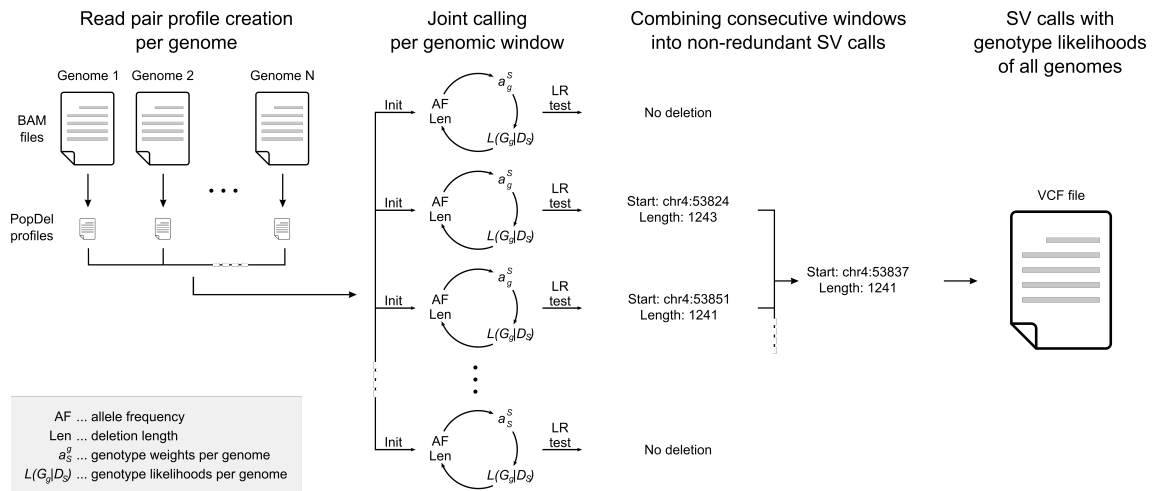 Read pair profile creation
per genome
Joint calling
per genomic window
Combining consecutive windows
into non-redundant SV calls
SV calls with
genotype likelihoods
of all genomes
Genome 1
Genome 2
Genome N
BAM
files
PopDel
profiles
Init
AF
Len
a_g^S
L(G_g|D_S)
LR
test
No deletion
Init
AF
Len
a_g^S
L(G_g|D_S)
LR
test
Start: chr4:53824
Length: 1243
Init
AF
Len
a_g^S
L(G_g|D_S)
LR
test
Start: chr4:53851
Length: 1241
Init
AF
Len
a_S^S
L(G_g|D_S)
LR
test
No deletion
Start: chr4:53837
Length: 1241
VCF file
AF ... allele frequency
Len ... deletion length
a_S^g ... genotype weights per genome
L(G_g|D_S) ... genotype likelihoods per genome